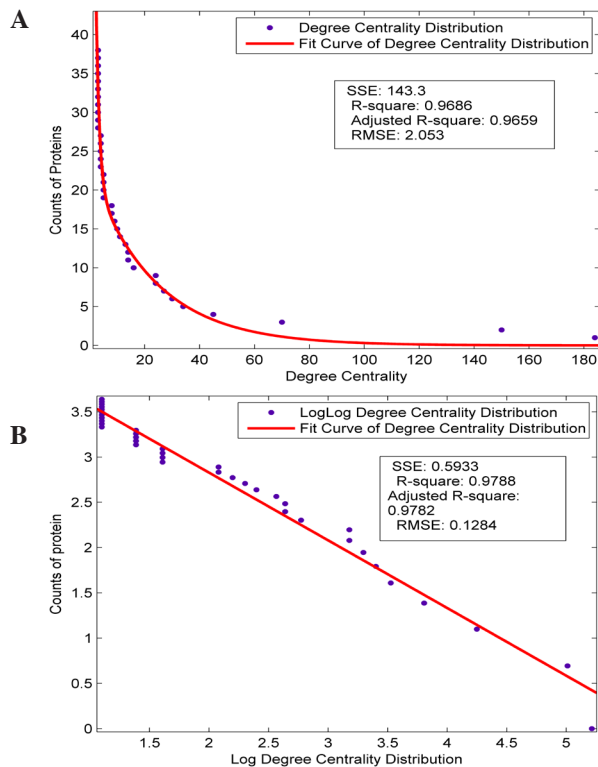 A
Degree Centrality Distribution
Fit Curve of Degree Centrality Distribution
SSE: 143.3
R-square: 0.9686
Adjusted R-square: 0.9659
RMSE: 2.053
Counts of Proteins
40
35
30
25
20
15
10
5
0
20 40 60 80 100 120 140 160 180
Degree Centrality
B
LogLog Degree Centrality Distribution
Fit Curve of Degree Centrality Distribution
SSE: 0.5933
R-square: 0.9788
Adjusted R-square:
0.9782
RMSE: 0.1284
Counts of protein
3.5
3
2.5
2
1.5
1
0.5
0
1.5 2 2.5 3 3.5 4 4.5 5
Log Degree Centrality Distribution